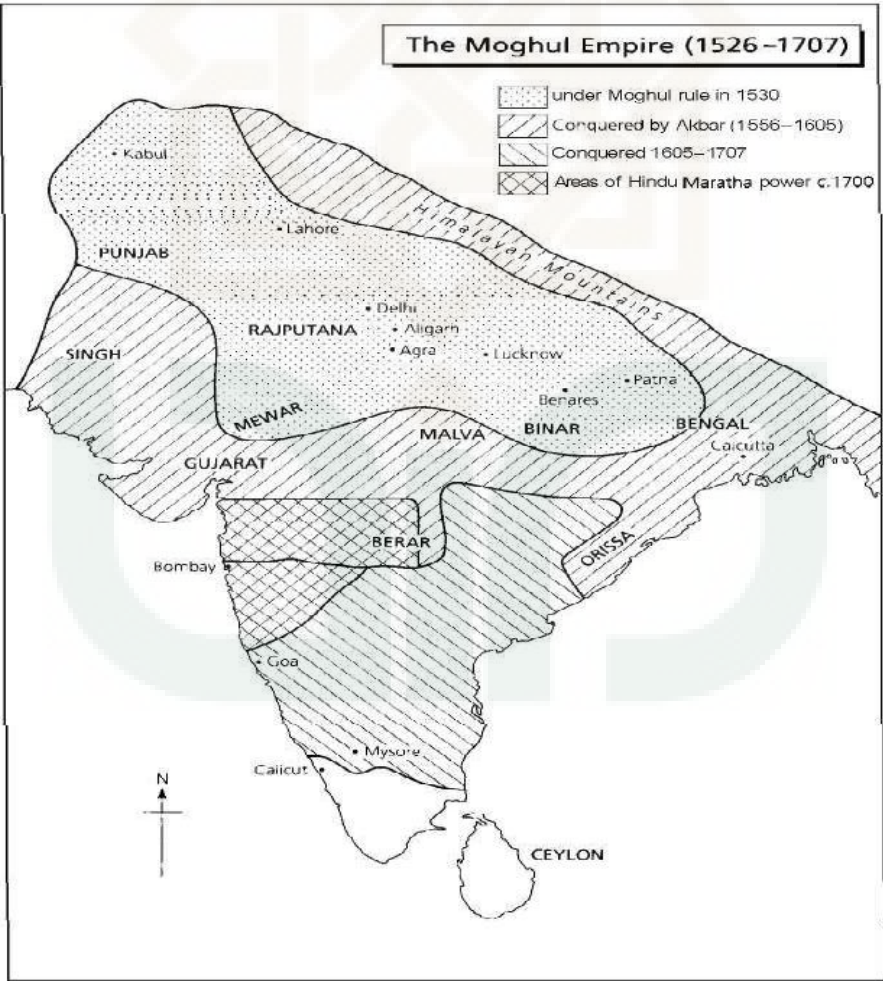 The Moghul Empire (1526–1707)
under Moghul rule in 1530
Conquered by Akbar (1556–1605)
Conquered 1605–1707
Areas of Hindu Maratha power c.1700
Kabul
Himalayan Mountains
Lahore
PUNJAB
Delhi
RAJPUTANA
Aligarh
SINGH
Agra
Lucknow
Patna
Benares
MEWAR
BINAR
BENGAL
MALVA
Calcutta
GUJARAT
BERAR
ORISSA
Bombay
Goa
Mysore
Calicut
N
CEYLON